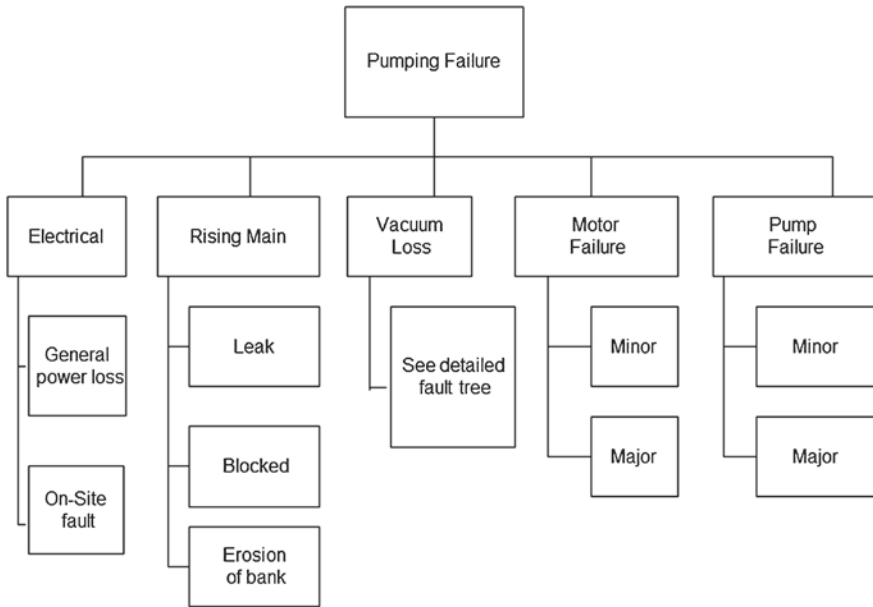 Pumping Failure
Electrical
Rising Main
Vacuum
Loss
Motor
Failure
Pump
Failure
General
power loss
On-Site
fault
Leak
Blocked
Erosion
of bank
See detailed
fault tree
Minor
Major
Minor
Major